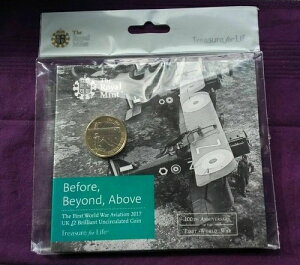 The
Royal
Mint
Treasure for Life
The
Royal
Mint
Before,
Beyond, Above
The First World War Aviation 2017
UK £2 Brilliant Uncirculated Coin
Treasure for Life
100TH ANNIVERSARY
FIRST WORLD WAR